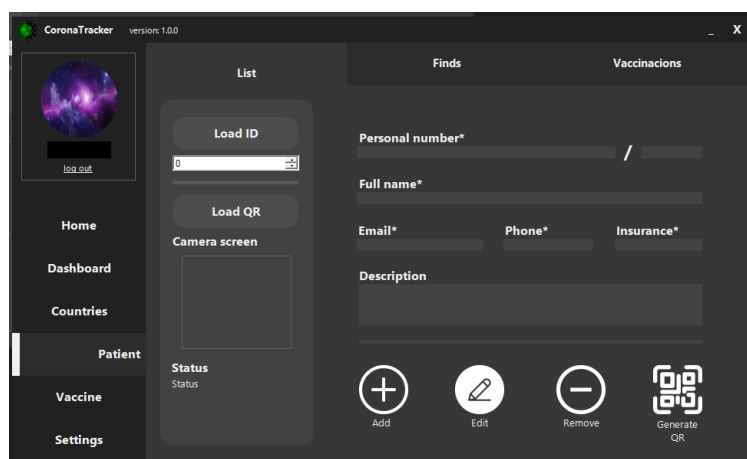 CoronaTracker version: 1.0.0 _ X
log out
Home
Dashboard
Countries
Patient
Vaccine
Settings
List
Finds
Vaccinacions
Load ID
0
Load QR
Camera screen
Status
Status
Personal number*
/
Full name*
Email* Phone* Insurance*
Description
Add Edit Remove Generate
QR